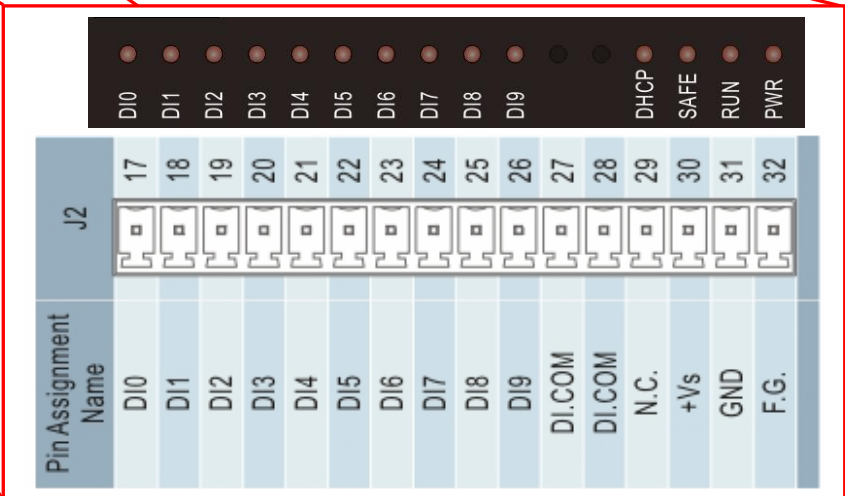 DI0 DI1 DI2 DI3 DI4 DI5 DI6 DI7 DI8 DI9 DHCP SAFE RUN PWR
J2 17 18 19 20 21 22 23 24 25 26 27 28 29 30 31 32
Pin Assignment Name DI0 DI1 DI2 DI3 DI4 DI5 DI6 DI7 DI8 DI9 DI.COM DI.COM N.C. +Vs GND F.G.